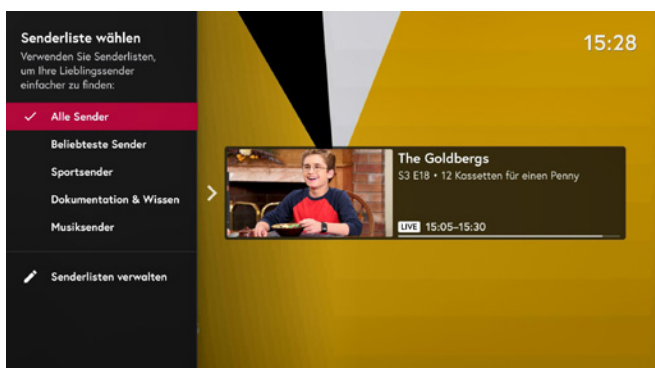 Senderliste wählen
Verwenden Sie Senderlisten,
um Ihre Lieblingssender
einfacher zu finden:
Alle Sender
Beliebteste Sender
Sportsender
Dokumentation & Wissen
Musiksender
Senderlisten verwalten
15:28
The Goldbergs
S3 E18 • 12 Kassetten für einen Penny
LIVE 15:05–15:30